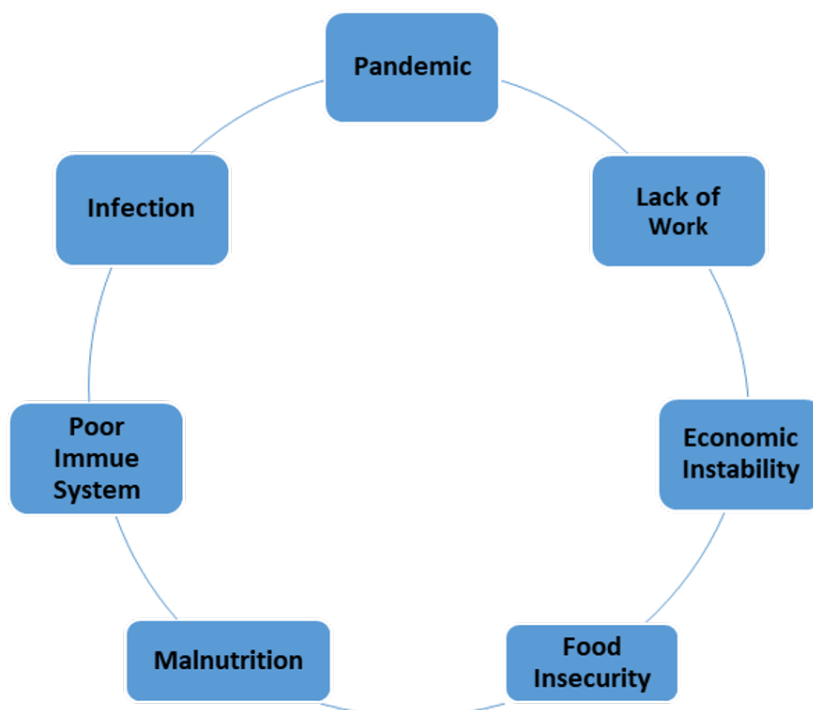 Pandemic
Lack of
Work
Economic
Instability
Food
Insecurity
Malnutrition
Poor
Immue
System
Infection